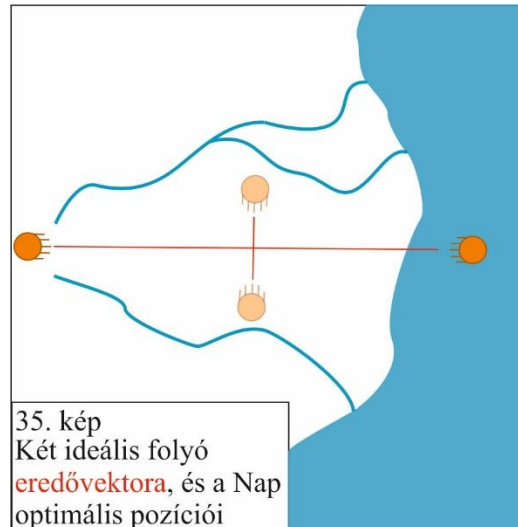 35. kép
Két ideális folyó
eredővektora, és a Nap
optimális pozíciói